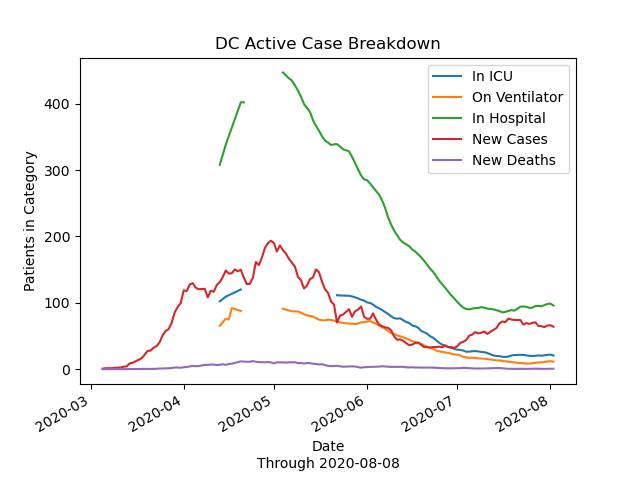 DC Active Case Breakdown
In ICU
On Ventilator
In Hospital
New Cases
New Deaths
Patients in Category
400
300
200
100
0
2020-03
2020-04
2020-05
2020-06
2020-07
2020-08
Date
Through 2020-08-08